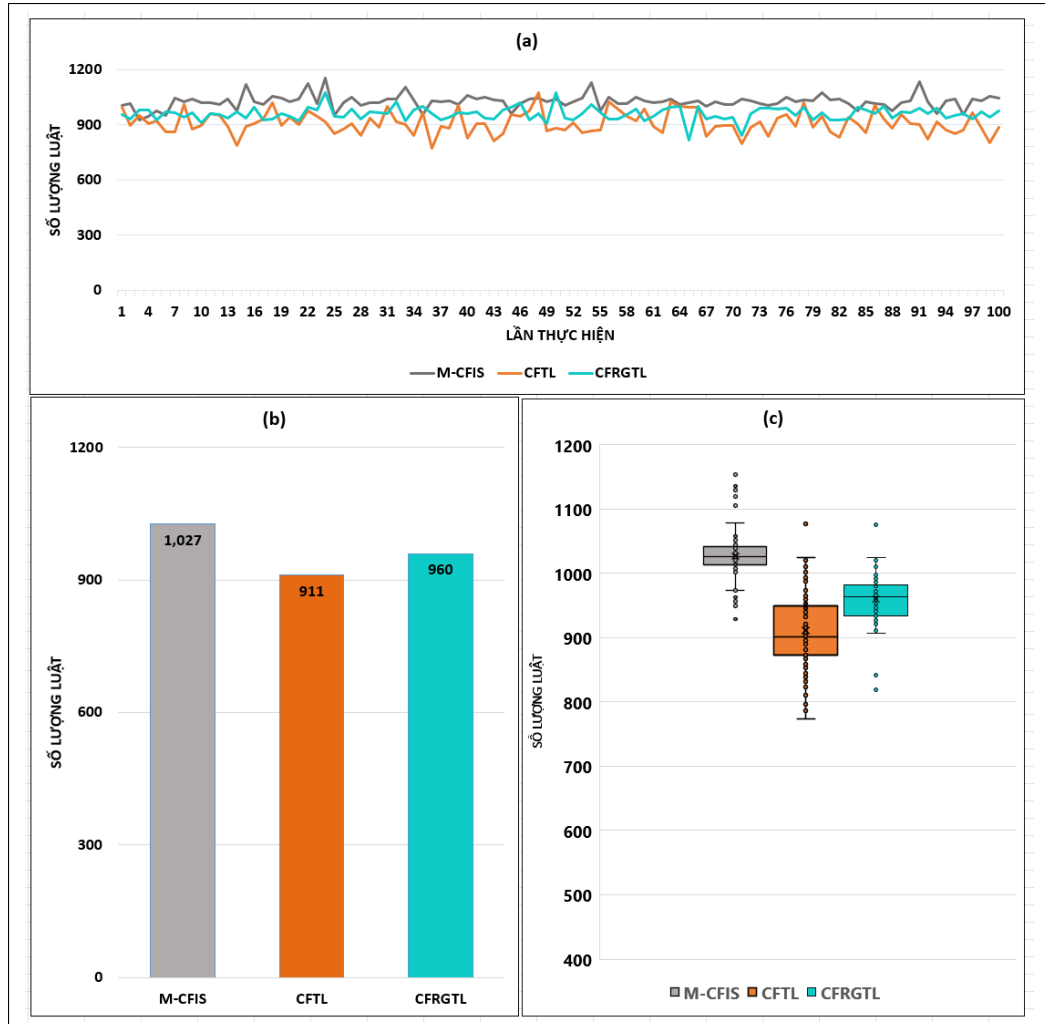 (a)
1200
900
600
300
0
SỐ LƯỢNG LUẬT
1 4 7 10 13 16 19 22 25 28 31 34 37 40 43 46 49 52 55 58 61 64 67 70 73 76 79 82 85 88 91 94 97 100
LẦN THỰC HIỆN
M-CFIS CFTL CFRGTL
(b)
1200
900
600
300
0
SỐ LƯỢNG LUẬT
1,027
911
960
M-CFIS CFTL CFRGTL
(c)
1200
1100
1000
900
800
700
600
500
400
SỐ LƯỢNG LUẬT
M-CFIS CFTL CFRGTL